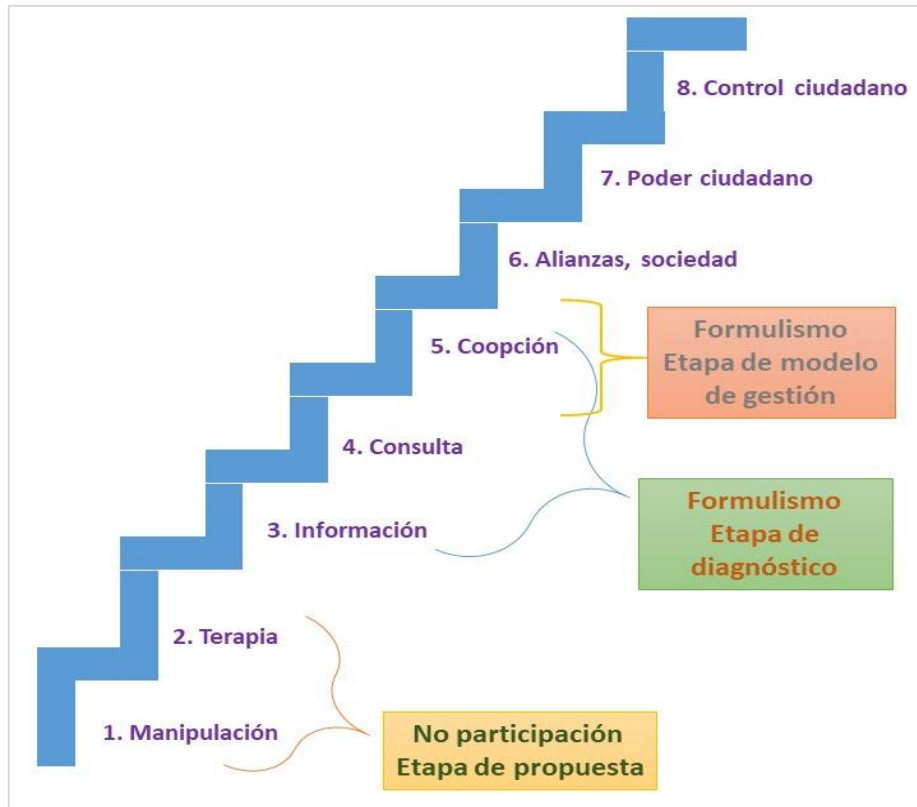 8. Control ciudadano
7. Poder ciudadano
6. Alianzas, sociedad
5. Coopción
Formulismo
Etapa de modelo
de gestión
4. Consulta
3. Información
Formulismo
Etapa de
diagnóstico
2. Terapia
1. Manipulación
No participación
Etapa de propuesta